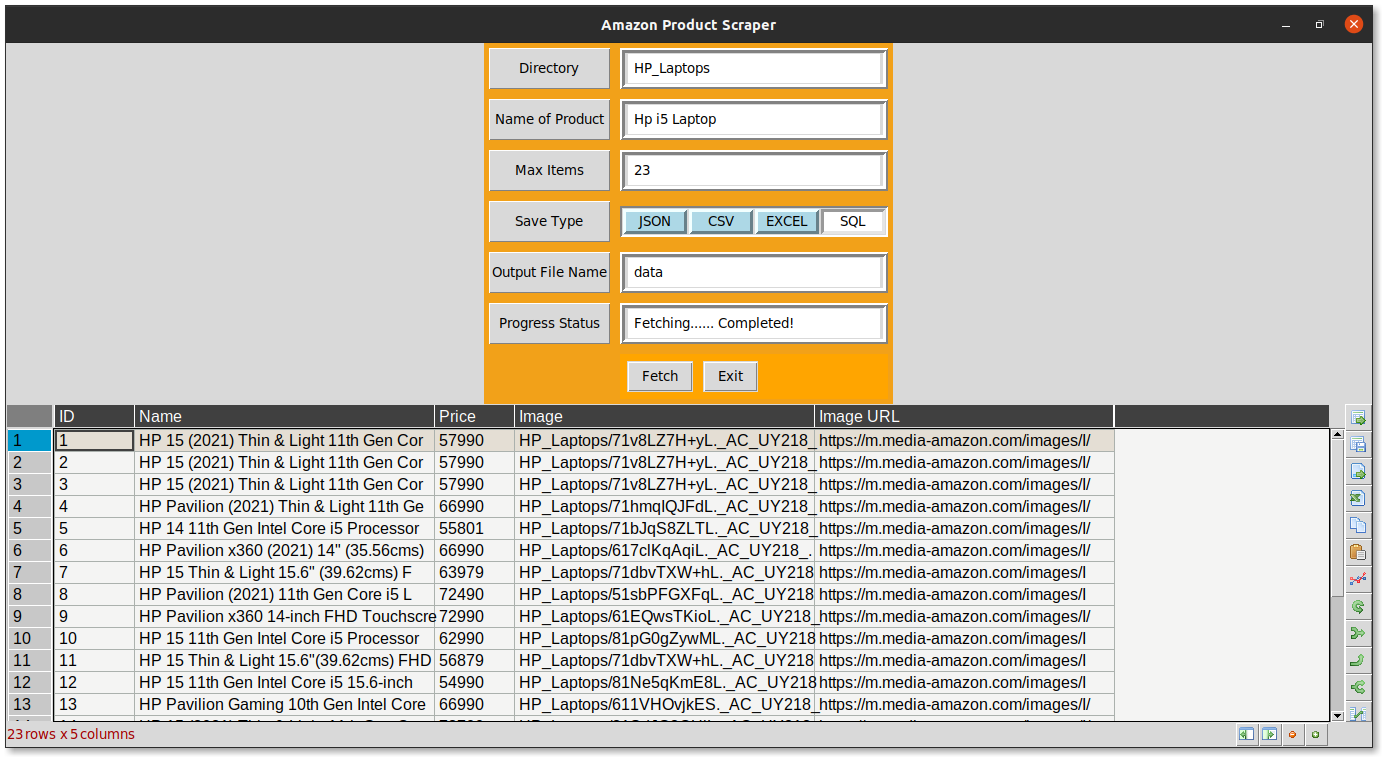 Amazon Product Scraper
Directory HP_Laptops
Name of Product Hp i5 Laptop
Max Items 23
Save Type JSON CSV EXCEL SQL
Output File Name data
Progress Status Fetching...... Completed!
Fetch Exit
ID Name Price Image Image URL
1 1 HP 15 (2021) Thin & Light 11th Gen Cor 57990 HP_Laptops/71v8LZ7H+yL._AC_UY218_ https://m.media-amazon.com/images/I/
2 2 HP 15 (2021) Thin & Light 11th Gen Cor 57990 HP_Laptops/71v8LZ7H+yL._AC_UY218_ https://m.media-amazon.com/images/I/
3 3 HP 15 (2021) Thin & Light 11th Gen Cor 57990 HP_Laptops/71v8LZ7H+yL._AC_UY218_ https://m.media-amazon.com/images/I/
4 4 HP Pavilion (2021) Thin & Light 11th Ge 66990 HP_Laptops/71hmqlQJFdL._AC_UY218_ https://m.media-amazon.com/images/I/
5 5 HP 14 11th Gen Intel Core i5 Processor 55801 HP_Laptops/71bJqS8ZLTL._AC_UY218_ https://m.media-amazon.com/images/I/
6 6 HP Pavilion x360 (2021) 14" (35.56cms) 66990 HP_Laptops/617clKqAqiL._AC_UY218_. https://m.media-amazon.com/images/I/
7 7 HP 15 Thin & Light 15.6" (39.62cms) F 63979 HP_Laptops/71dbvTXW+hL._AC_UY218 https://m.media-amazon.com/images/I
8 8 HP Pavilion (2021) 11th Gen Core i5 L 72490 HP_Laptops/51sbPFGXFqL._AC_UY218_ https://m.media-amazon.com/images/I
9 9 HP Pavilion x360 14-inch FHD Touchscre 72990 HP_Laptops/61EQwsTKioL._AC_UY218_ https://m.media-amazon.com/images/I/
10 10 HP 15 11th Gen Intel Core i5 Processor 62990 HP_Laptops/81pG0gZywML._AC_UY218 https://m.media-amazon.com/images/I
11 11 HP 15 Thin & Light 15.6"(39.62cms) FHD 56879 HP_Laptops/71dbvTXW+hL._AC_UY218 https://m.media-amazon.com/images/I
12 12 HP 15 11th Gen Intel Core i5 15.6-inch 54990 HP_Laptops/81Ne5qKmE8L._AC_UY218 https://m.media-amazon.com/images/I
13 13 HP Pavilion Gaming 10th Gen Intel Core 66990 HP_Laptops/611VHOvjkES._AC_UY218_ https://m.media-amazon.com/images/I/
23 rows x 5 columns